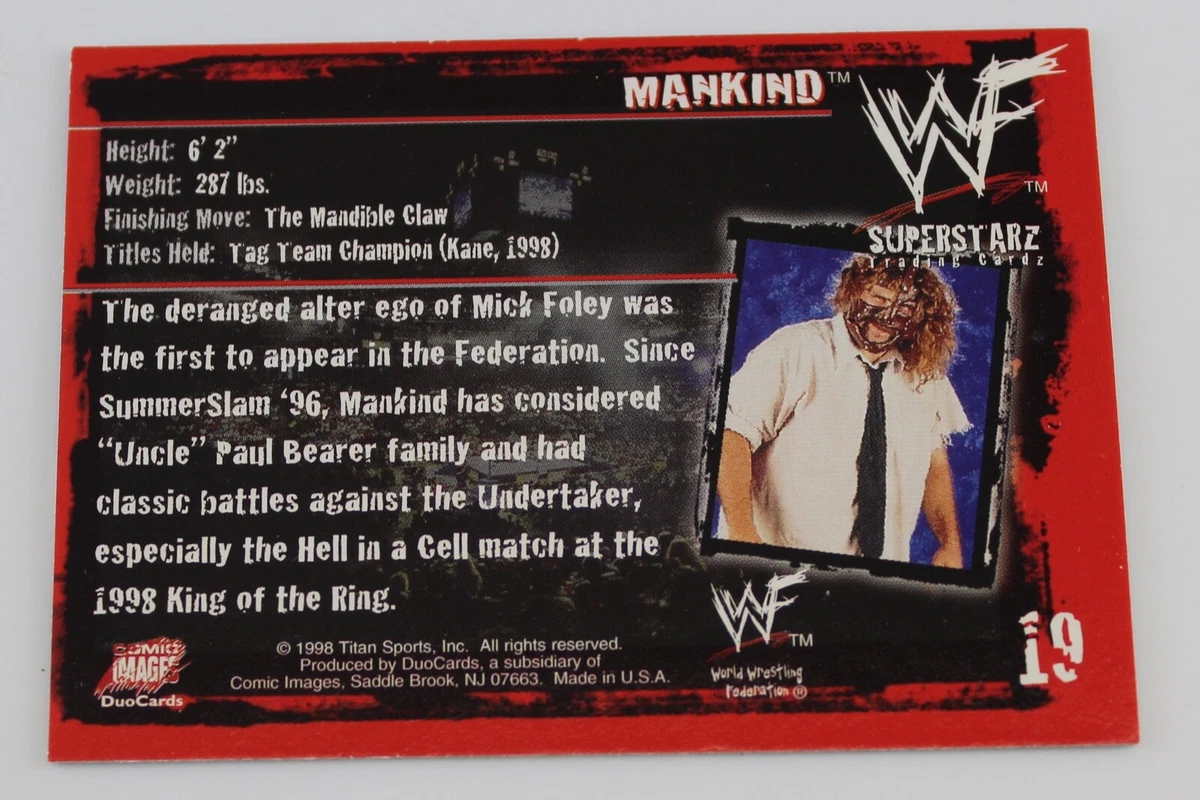 MANKIND™
WF
™
SUPERSTARZ
Trading Cardz
Height: 6' 2"
Weight: 287 lbs.
Finishing Move: The Mandible Claw
Titles Held: Tag Team Champion (Kane, 1998)
The deranged alter ego of Mick Foley was
the first to appear in the Federation. Since
SummerSlam '96, Mankind has considered
"Uncle" Paul Bearer family and had
classic battles against the Undertaker,
especially the Hell in a Cell match at the
1998 King of the Ring.
COMIC
IMAGES
DuoCards
© 1998 Titan Sports, Inc. All rights reserved.
Produced by DuoCards, a subsidiary of
Comic Images, Saddle Brook, NJ 07663. Made in U.S.A.
WF
™
World Wrestling
Federation ®
19